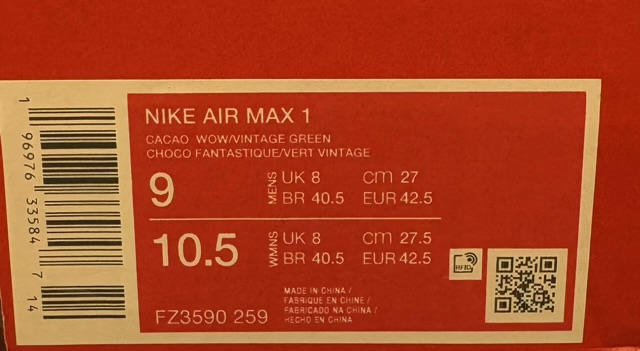 NIKE AIR MAX 1
CACAO WOW/VINTAGE GREEN
CHOCO FANTASTIQUE/VERT VINTAGE
9 MENS UK 8 CM 27
BR 40.5 EUR 42.5
10.5 WMNS UK 8 CM 27.5
BR 40.5 EUR 42.5
MADE IN CHINA /
FABRIQUE EN CHINE /
FABRICADO NA CHINA /
HECHO EN CHINA
FZ3590 259
RFID
1 96976 33584 7 14